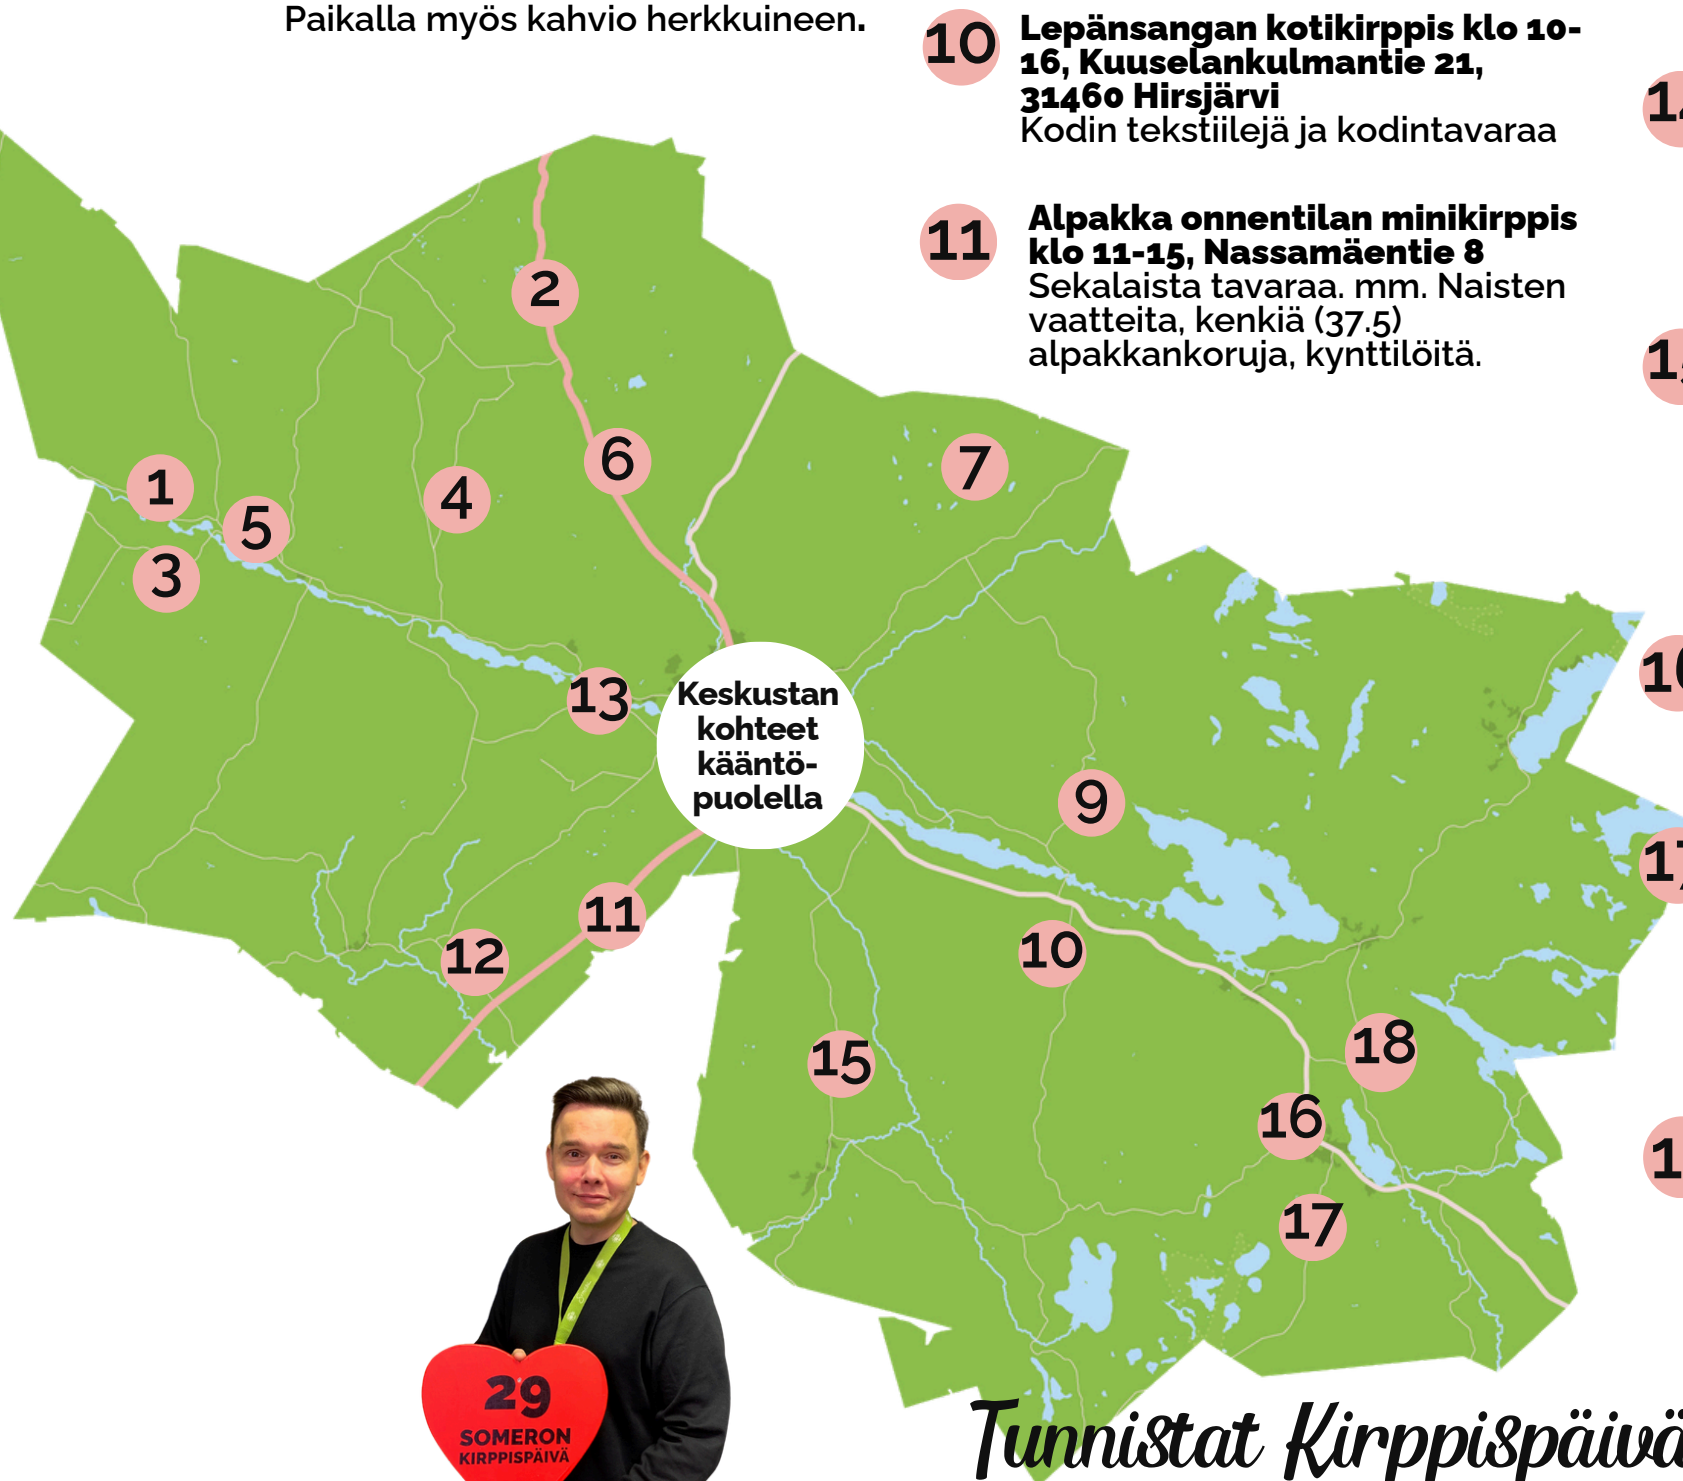 Paikalla myös kahvio herkkuineen.
10
Lepänsangan kotikirppis klo 10-
16, Kuuselankulmantie 21,
31460 Hirsjärvi
Kodin tekstiilejä ja kodintavaraa
11
Alpakka onnentilan minikirppis
klo 11-15, Nassamäentie 8
Sekalaista tavaraa. mm. Naisten
vaatteita, kenkiä (37.5)
alpakkankoruja, kynttilöitä.
2
6
7
1
4
5
3
13
Keskustan
kohteet
kääntö-
puolella
9
11
12
10
15
18
16
17
29
SOMERON
KIRPPISPÄIVÄ
Tunnistat Kirppispäivä